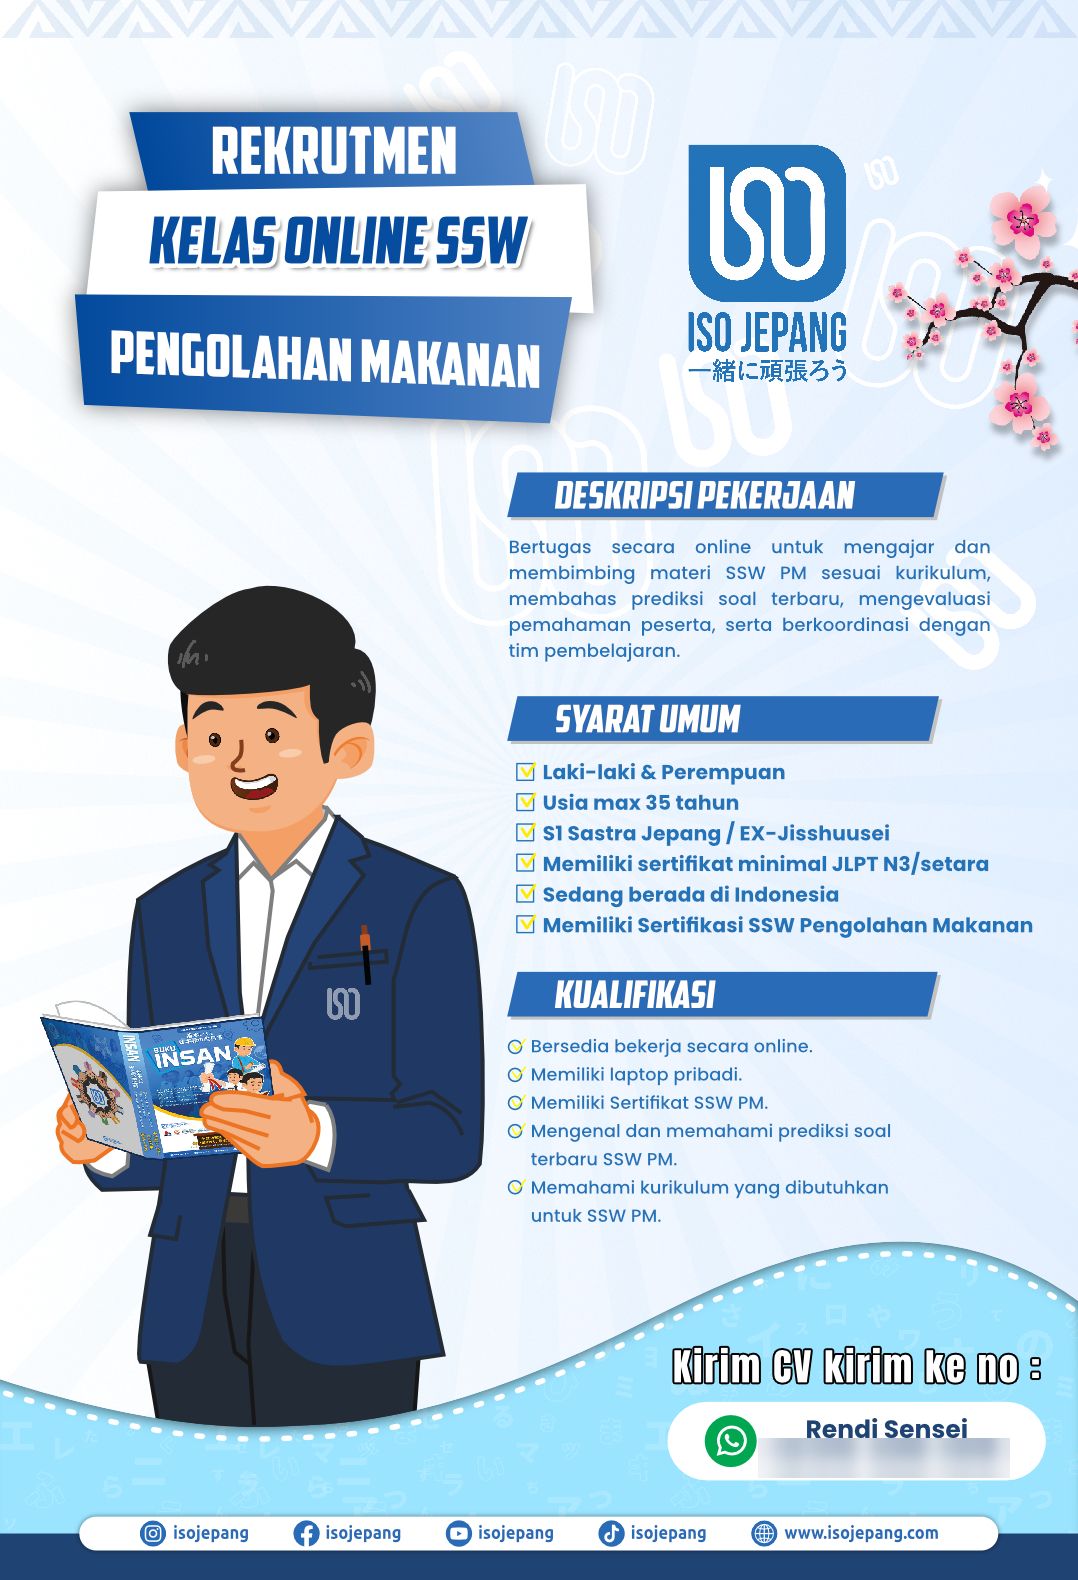 REKRUTMEN
KELAS ONLINE SSW
PENGOLAHAN MAKANAN
ISO
ISO JEPANG
一緒に頑張ろう
DESKRIPSI PEKERJAAN
Bertugas secara online untuk mengajar dan
membimbing materi SSW PM sesuai kurikulum,
membahas prediksi soal terbaru, mengevaluasi
pemahaman peserta, serta berkoordinasi dengan
tim pembelajaran.
SYARAT UMUM
Laki-laki & Perempuan
Usia max 35 tahun
S1 Sastra Jepang / EX-Jisshuusei
Memiliki sertifikat minimal JLPT N3/setara
Sedang berada di Indonesia
Memiliki Sertifikasi SSW Pengolahan Makanan
KUALIFIKASI
Bersedia bekerja secara online.
Memiliki laptop pribadi.
Memiliki Sertifikat SSW PM.
Mengenal dan memahami prediksi soal
terbaru SSW PM.
Memahami kurikulum yang dibutuhkan
untuk SSW PM.
ISO
BUKU
INSAN
INSAN
Kirim CV kirim ke no :
Rendi Sensei
isojepang
isojepang
isojepang
isojepang
www.isojepang.com